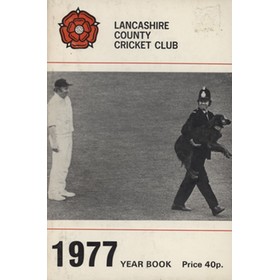 LANCASHIRE
COUNTY
CRICKET CLUB
1977 YEAR BOOK Price 40p.